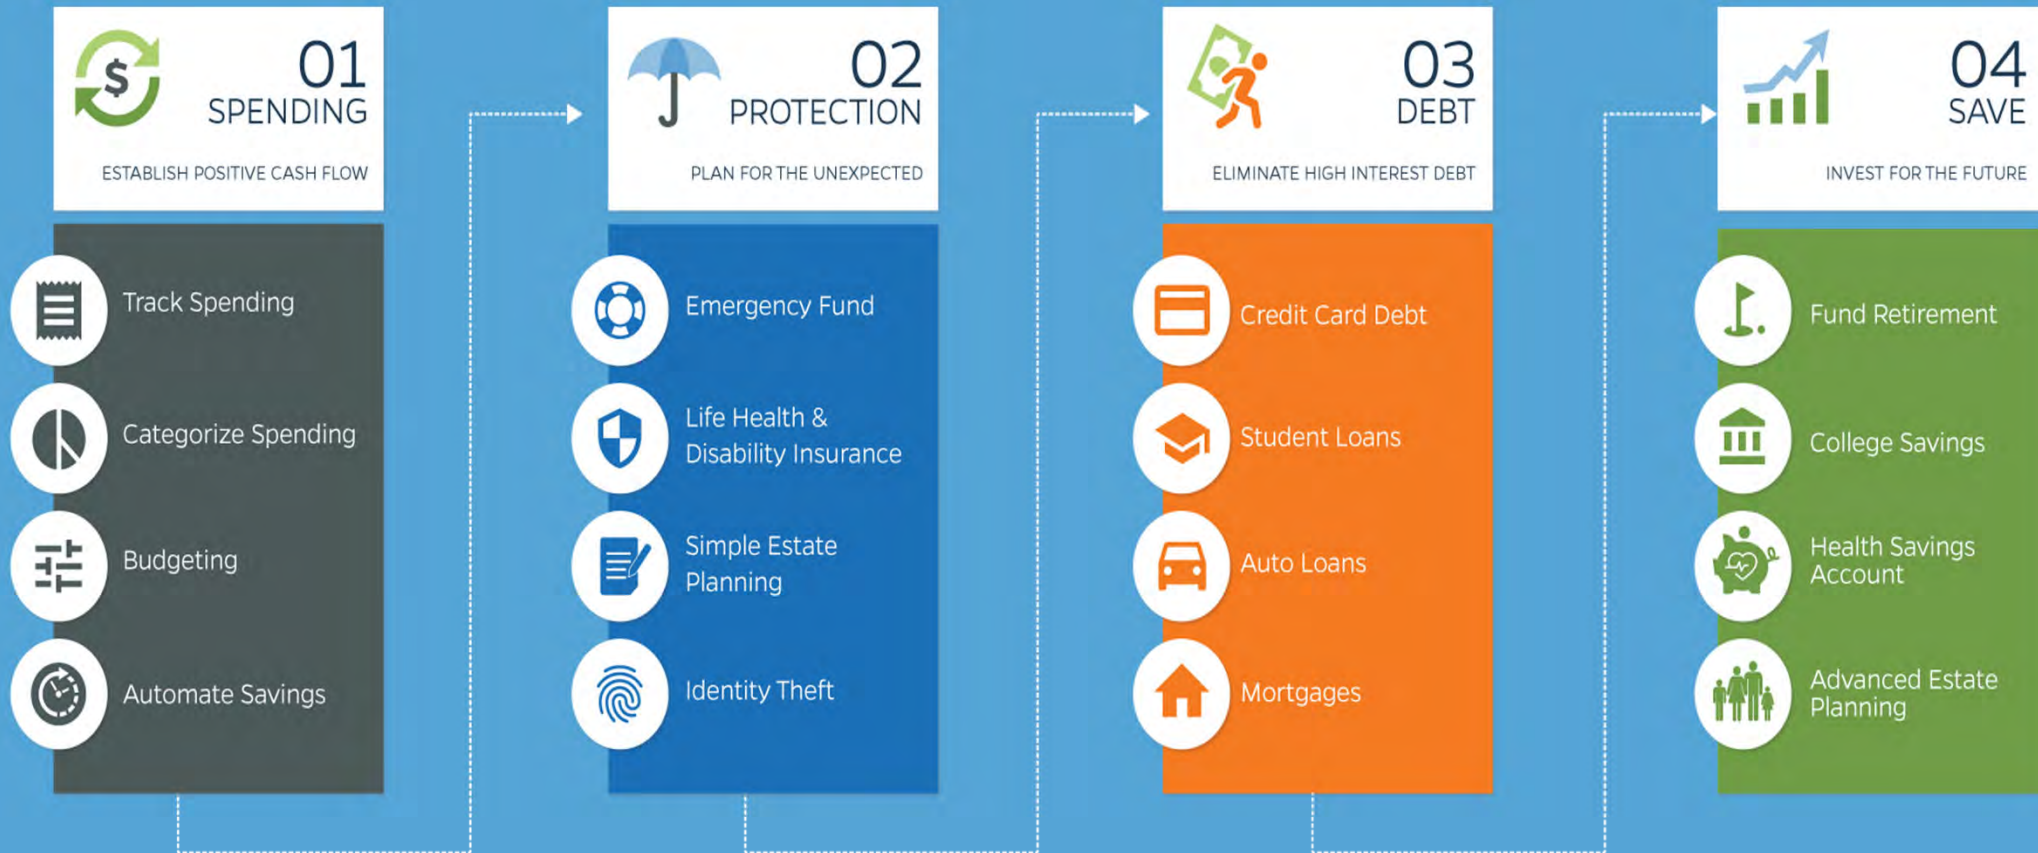 $
01
SPENDING
ESTABLISH POSITIVE CASH FLOW
Track Spending
Categorize Spending
Budgeting
Automate Savings
02
PROTECTION
PLAN FOR THE UNEXPECTED
Emergency Fund
Life Health &
Disability Insurance
Simple Estate
Planning
Identity Theft
03
DEBT
ELIMINATE HIGH INTEREST DEBT
Credit Card Debt
Student Loans
Auto Loans
Mortgages
04
SAVE
INVEST FOR THE FUTURE
Fund Retirement
College Savings
Health Savings
Account
Advanced Estate
Planning